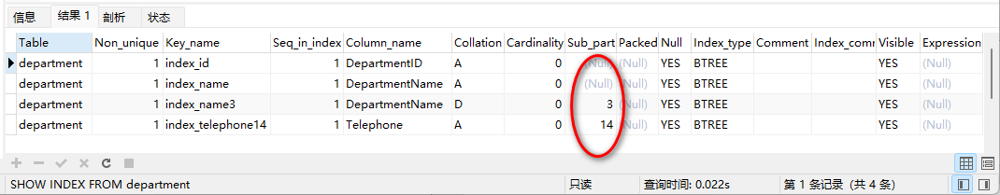 信息 结果 1 剖析 状态
Table Non_unique Key_name Seq_in_index Column_name Collation Cardinality Sub_part Packed Null Index_type Comment Index_comm Visible Expression
department 1 index_id 1 DepartmentID A 0 (Null) (Null) YES BTREE YES (Null)
department 1 index_name 1 DepartmentName A 0 (Null) (Null) YES BTREE YES (Null)
department 1 index_name3 1 DepartmentName D 0 3 (Null) YES BTREE YES (Null)
department 1 index_telephone14 1 Telephone A 0 14 (Null) YES BTREE YES (Null)
SHOW INDEX FROM department 只读 查询时间: 0.022s 第 1 条记录 (共 4 条)